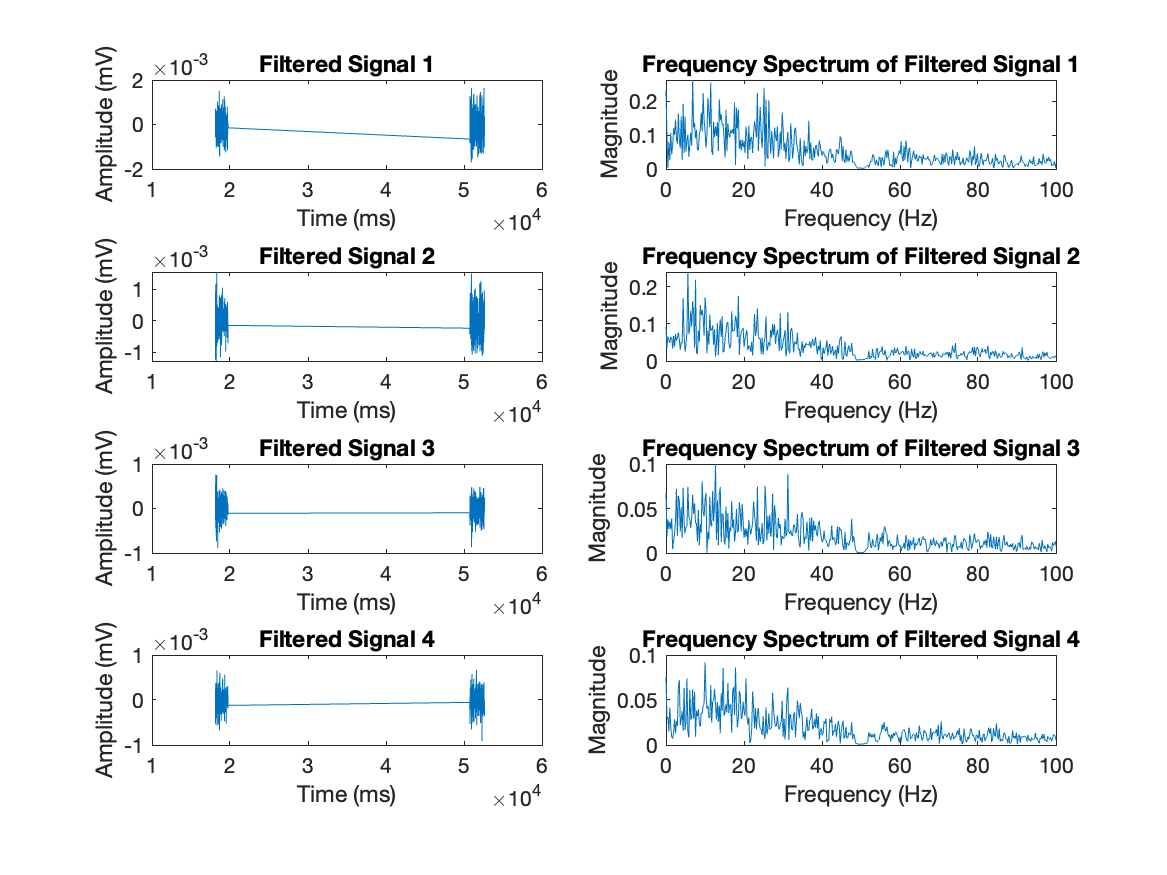 Filtered Signal 1
×10-3
Amplitude (mV)
2
0
-2
1 2 3 4 5 6
Time (ms)
×104
Frequency Spectrum of Filtered Signal 1
Magnitude
0.2
0.1
0
0 20 40 60 80 100
Frequency (Hz)
Filtered Signal 2
×10-3
Amplitude (mV)
1
0
-1
1 2 3 4 5 6
Time (ms)
×104
Frequency Spectrum of Filtered Signal 2
Magnitude
0.2
0.1
0
0 20 40 60 80 100
Frequency (Hz)
Filtered Signal 3
×10-3
Amplitude (mV)
1
0
-1
1 2 3 4 5 6
Time (ms)
×104
Frequency Spectrum of Filtered Signal 3
Magnitude
0.1
0.05
0
0 20 40 60 80 100
Frequency (Hz)
Filtered Signal 4
×10-3
Amplitude (mV)
1
0
-1
1 2 3 4 5 6
Time (ms)
×104
Frequency Spectrum of Filtered Signal 4
Magnitude
0.1
0.05
0
0 20 40 60 80 100
Frequency (Hz)